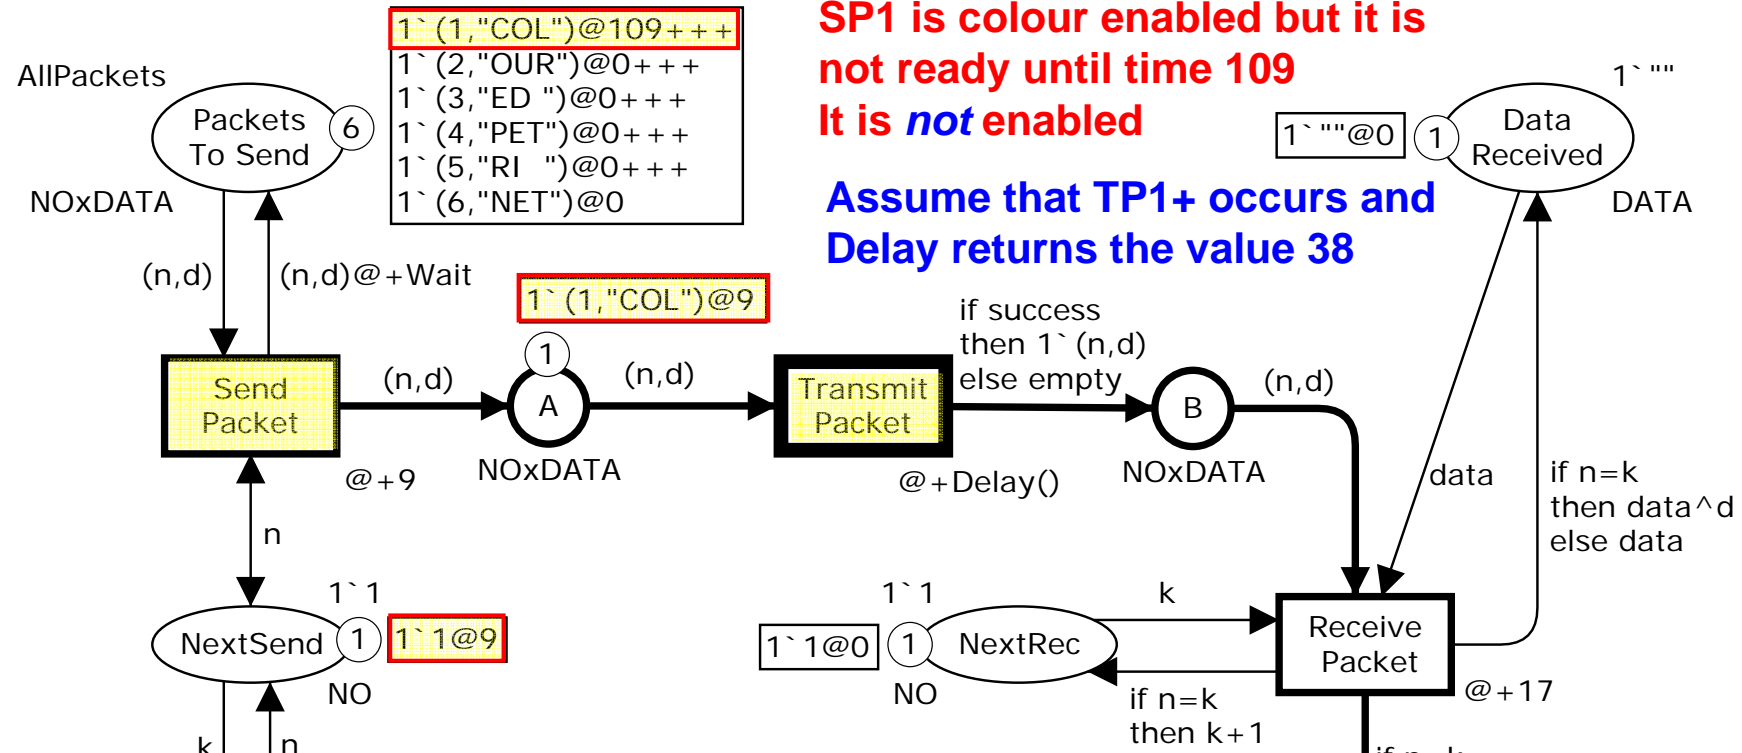 1`(1,"COL")@109+++
1`(2,"OUR")@0+++
1`(3,"ED ")@0+++
1`(4,"PET")@0+++
1`(5,"RI  ")@0+++
1`(6,"NET")@0
SP1 is colour enabled but it is
not ready until time 109
It is not enabled
Assume that TP1+ occurs and
Delay returns the value 38
AllPackets
Packets
To Send
6
NOxDATA
1`""
1`""@0
1
Data
Received
DATA
(n,d)
(n,d)@+Wait
1`(1,"COL")@9
1
if success
then 1`(n,d)
else empty
Send
Packet
(n,d)
A
(n,d)
Transmit
Packet
B
(n,d)
@+9
NOxDATA
@+Delay()
NOxDATA
data
if n=k
then data^d
else data
n
1`1
NextSend
1
1`1@9
NO
k
n
1`1
1`1@0
1
NextRec
NO
k
if n=k
then k+1
Receive
Packet
@+17